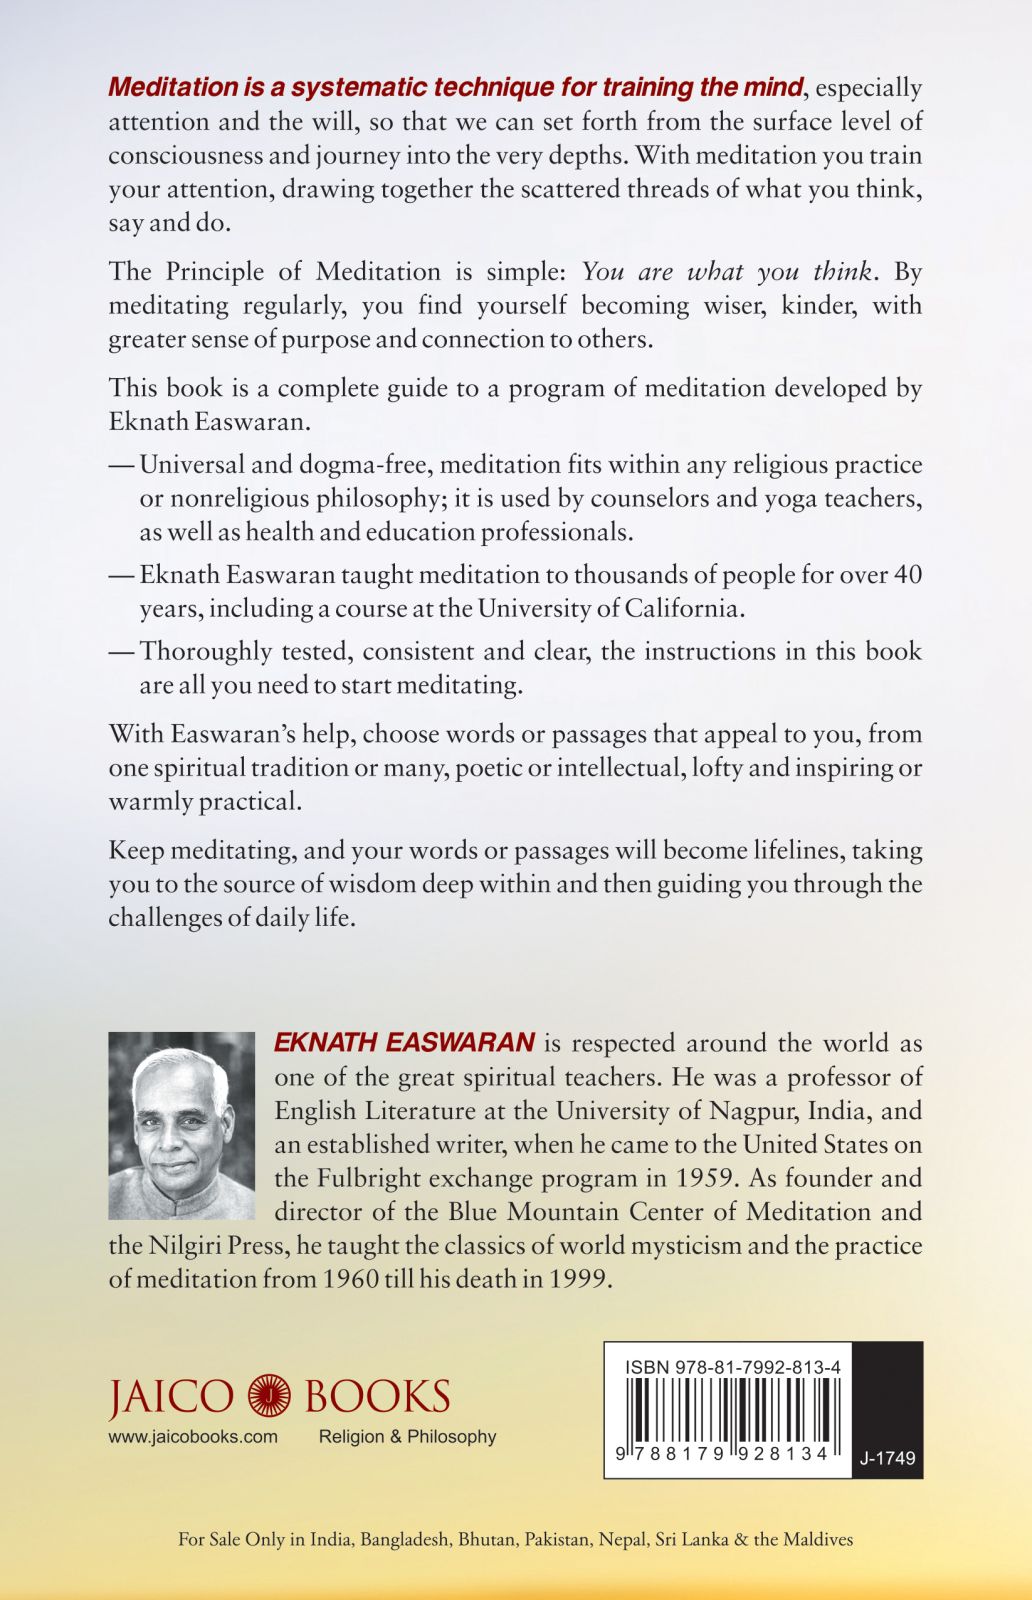 Meditation is a systematic technique for training the mind, especially
attention and the will, so that we can set forth from the surface level of
consciousness and journey into the very depths. With meditation you train
your attention, drawing together the scattered threads of what you think,
say and do.
The Principle of Meditation is simple: You are what you think. By
meditating regularly, you find yourself becoming wiser, kinder, with
greater sense of purpose and connection to others.
This book is a complete guide to a program of meditation developed by
Eknath Easwaran.
— Universal and dogma-free, meditation fits within any religious practice
or nonreligious philosophy; it is used by counselors and yoga teachers,
as well as health and education professionals.
— Eknath Easwaran taught meditation to thousands of people for over 40
years, including a course at the University of California.
— Thoroughly tested, consistent and clear, the instructions in this book
are all you need to start meditating.
With Easwaran’s help, choose words or passages that appeal to you, from
one spiritual tradition or many, poetic or intellectual, lofty and inspiring or
warmly practical.
Keep meditating, and your words or passages will become lifelines, taking
you to the source of wisdom deep within and then guiding you through the
challenges of daily life.
EKNATH EASWARAN is respected around the world as
one of the great spiritual teachers. He was a professor of
English Literature at the University of Nagpur, India, and
an established writer, when he came to the United States on
the Fulbright exchange program in 1959. As founder and
director of the Blue Mountain Center of Meditation and
the Nilgiri Press, he taught the classics of world mysticism and the practice
of meditation from 1960 till his death in 1999.
JAICO J BOOKS
www.jaicobooks.com Religion & Philosophy
ISBN 978-81-7992-813-4
9 788179 928134
J-1749
For Sale Only in India, Bangladesh, Bhutan, Pakistan, Nepal, Sri Lanka & the Maldives